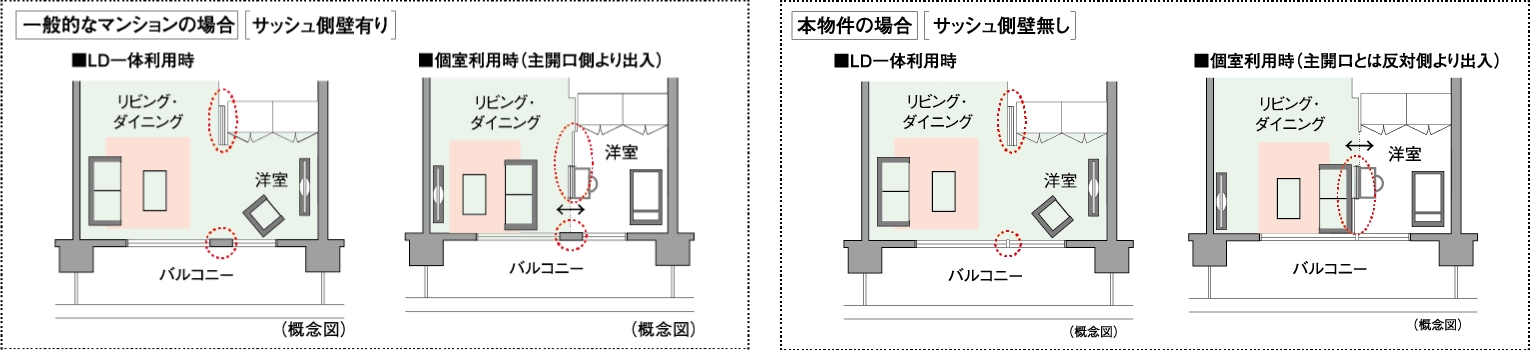 一般的なマンションの場合 [サッシュ側壁有り]
■LD一体利用時
リビング・
ダイニング
洋室
バルコニー
(概念図)
■個室利用時(主開口側より出入)
リビング・
ダイニング
洋室
バルコニー
(概念図)
本物件の場合 [サッシュ側壁無し]
■LD一体利用時
リビング・
ダイニング
洋室
バルコニー
(概念図)
■個室利用時(主開口とは反対側より出入)
リビング・
ダイニング
洋室
バルコニー
(概念図)